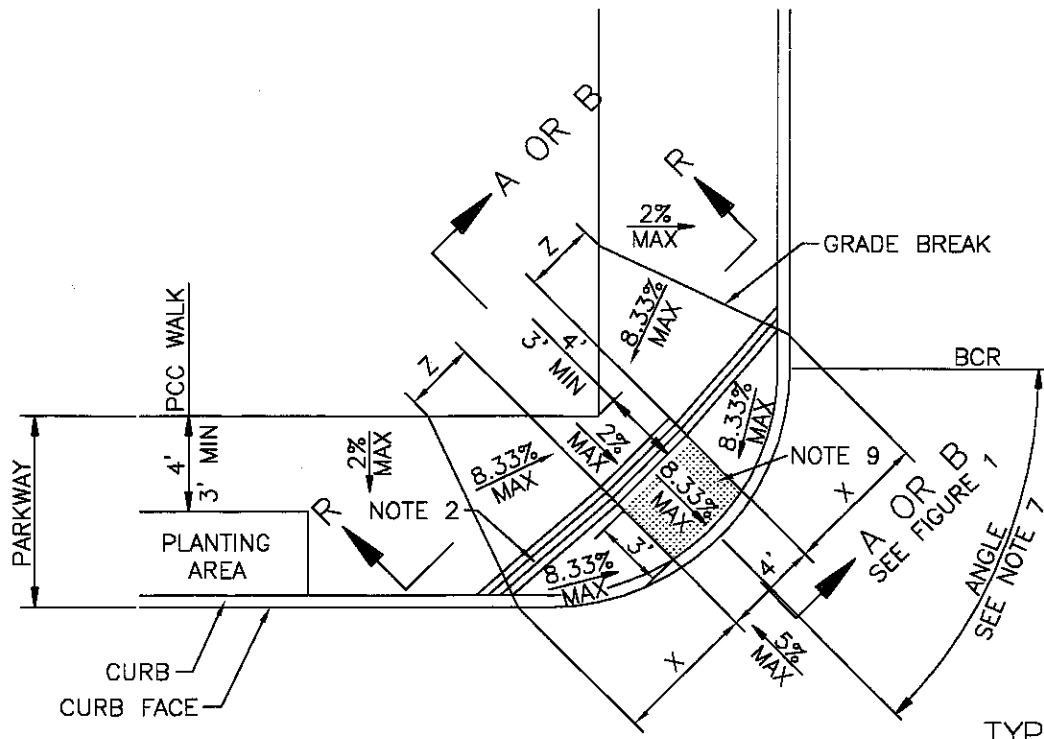 A OR B
R
2%
MAX
GRADE BREAK
Z
8.33%
MAX
4'
3' MIN
Z
PCC WALK
BCR
8.33%
MAX
2%
MAX
NOTE 9
8.33%
MAX
X
A OR B
SEE FIGURE 1
ANGLE
SEE NOTE 7
PARKWAY
4'
3'
MIN
2%
MAX
8.33%
MAX
NOTE 2
R
PLANTING
AREA
8.33%
MAX
3'
4'
X
5%
MAX
CURB
CURB FACE
TYP